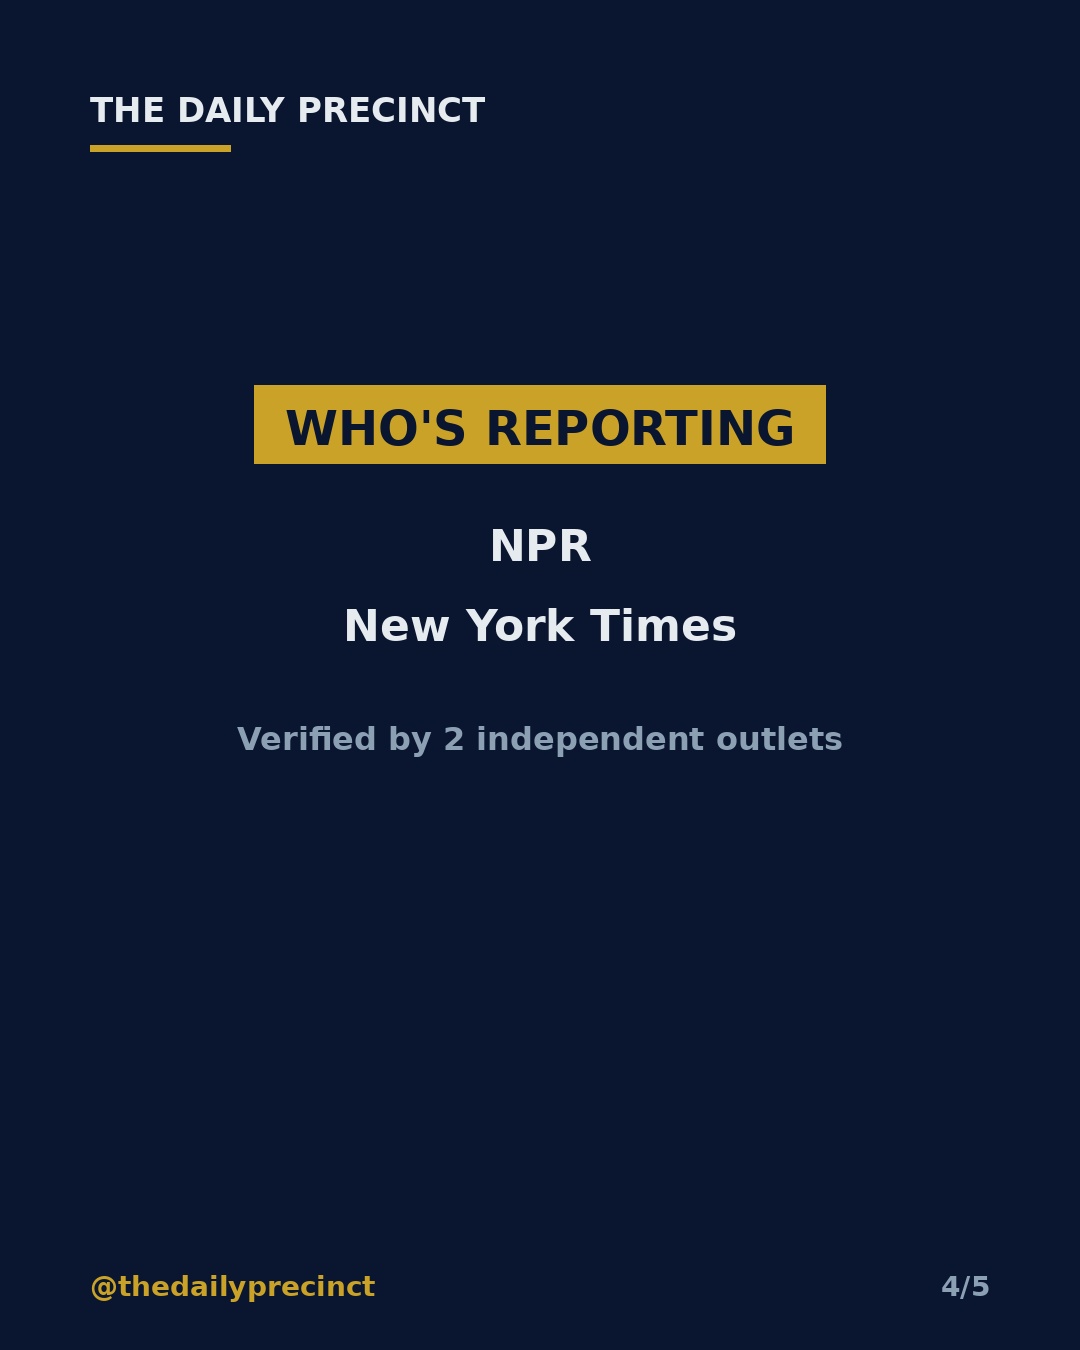 THE DAILY PRECINCT
WHO'S REPORTING
NPR
New York Times
Verified by 2 independent outlets
@thedailyprecinct
4/5